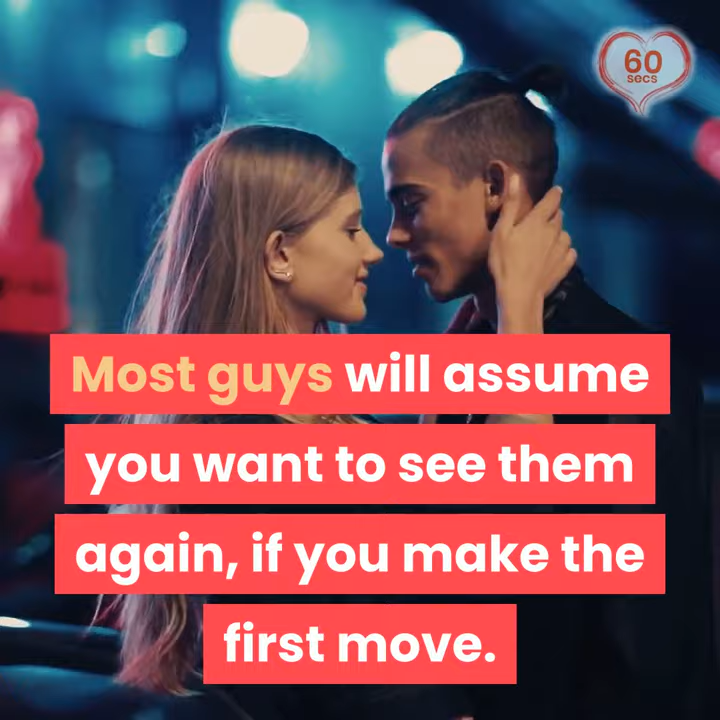 60
secs
Most guys will assume
you want to see them
again, if you make the
first move.